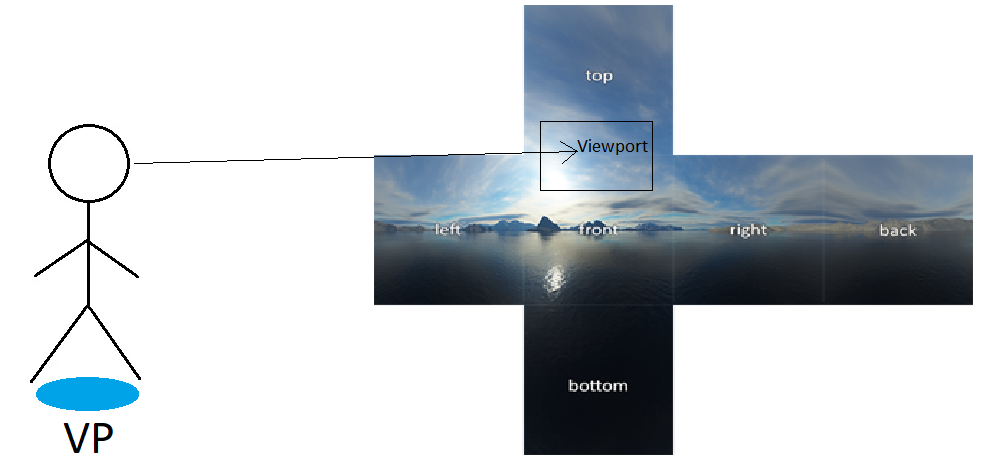 top
Viewport
left front right back
bottom
VP